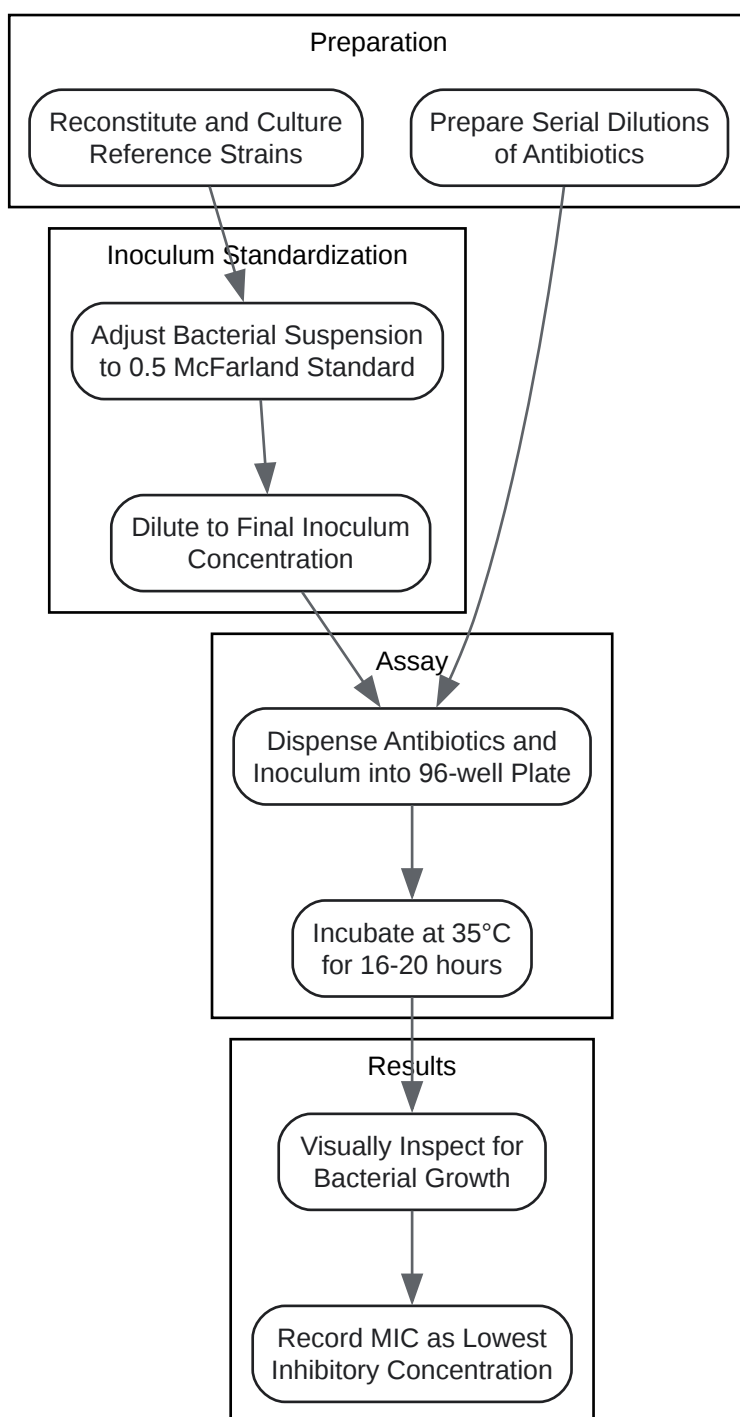 Preparation
Reconstitute and Culture
Reference Strains
Prepare Serial Dilutions
of Antibiotics
Inoculum Standardization
Adjust Bacterial Suspension
to 0.5 McFarland Standard
Dilute to Final Inoculum
Concentration
Assay
Dispense Antibiotics and
Inoculum into 96-well Plate
Incubate at 35°C
for 16-20 hours
Results
Visually Inspect for
Bacterial Growth
Record MIC as Lowest
Inhibitory Concentration